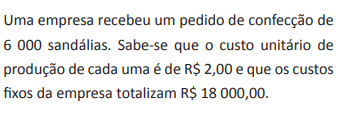 Uma empresa recebeu um pedido de confecção de
6 000 sandálias. Sabe-se que o custo unitário de
produção de cada uma é de R$ 2,00 e que os custos
fixos da empresa totalizam R$ 18 000,00.